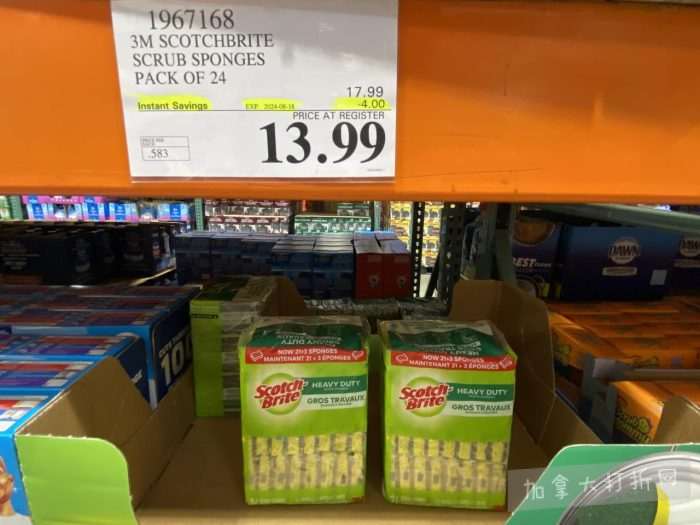 1967168
3M SCOTCHBRITE
SCRUB SPONGES
PACK OF 24
17.99
Instant Savings EXP. 2024-08-18 -4.00
PRICE AT REGISTER
13.99
.583
DAWN
NOW 21+3 SPONGES
MAINTENANT 21 + 3 ÉPONGES
Scotch
Brite
HEAVY DUTY
GROS TRAVAUX
NOW 21+3 SPONGES
MAINTENANT 21 + 3 ÉPONGES
Scotch
Brite
HEAVY DUTY
GROS TRAVAUX
加拿大打折网